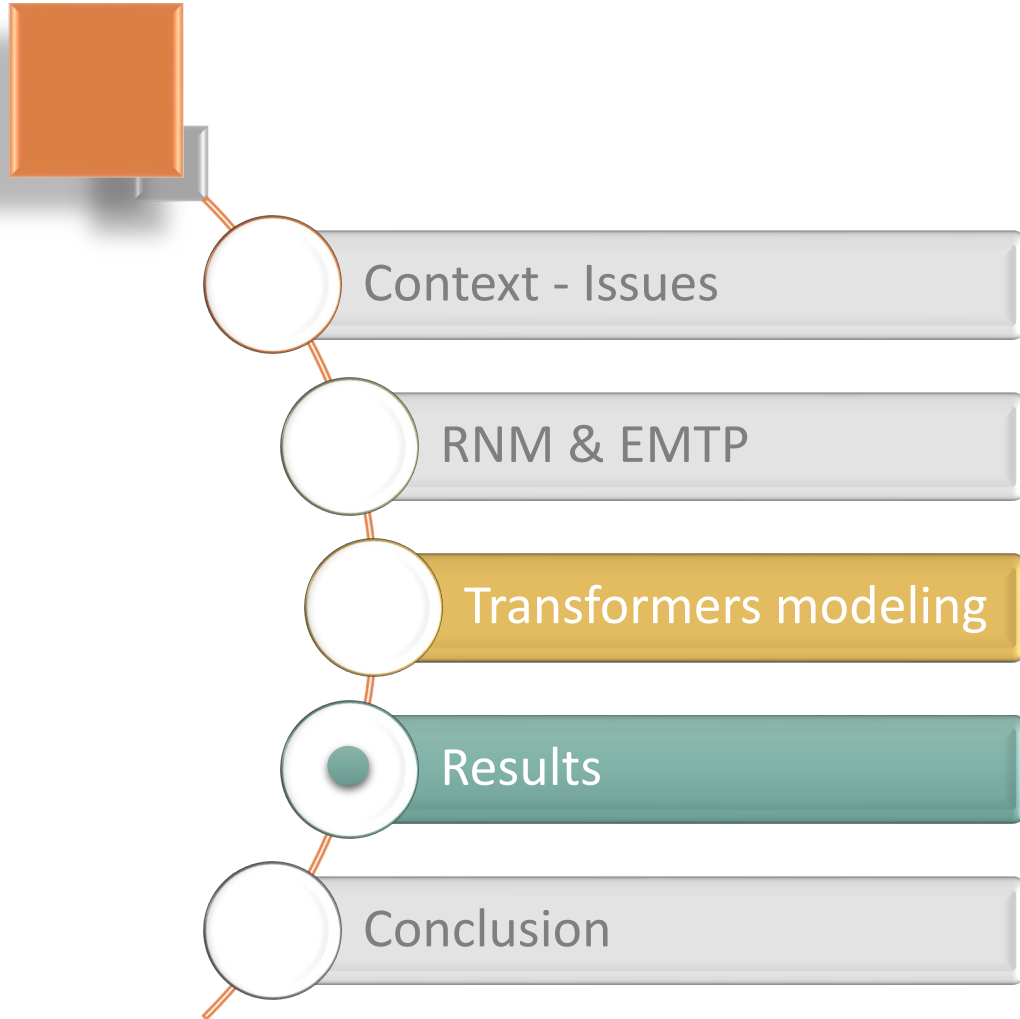 Context - Issues
RNM & EMTP
Transformers modeling
Results
Conclusion